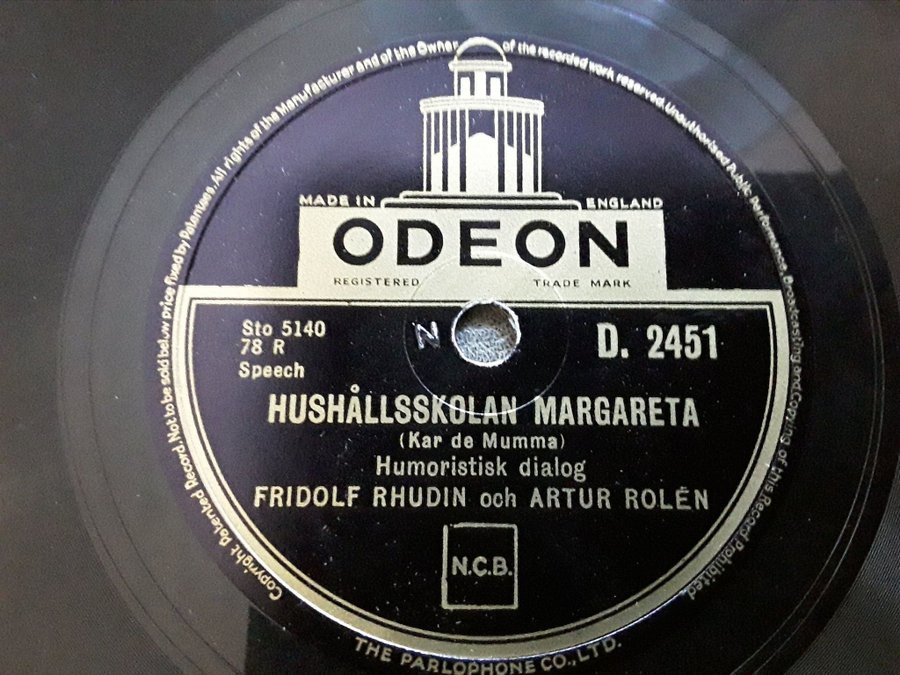 Copyright Patented Record. Not to be sold below price fixed by Patentees. All rights of the Manufacturer and of the Owner of the recorded work reserved. Unauthorised Public Performance, Broadcasting and Copying of this Record Prohibited.
MADE IN ENGLAND
ODEON
REGISTERED TRADE MARK
Sto 5140
78 R
Speech
N
D. 2451
HUSHÅLLSSKOLAN MARGARETA
(Kar de Mumma)
Humoristisk dialog
FRIDOLF RHUDIN och ARTUR ROLÉN
N.C.B.
THE PARLOPHONE CO., LTD.